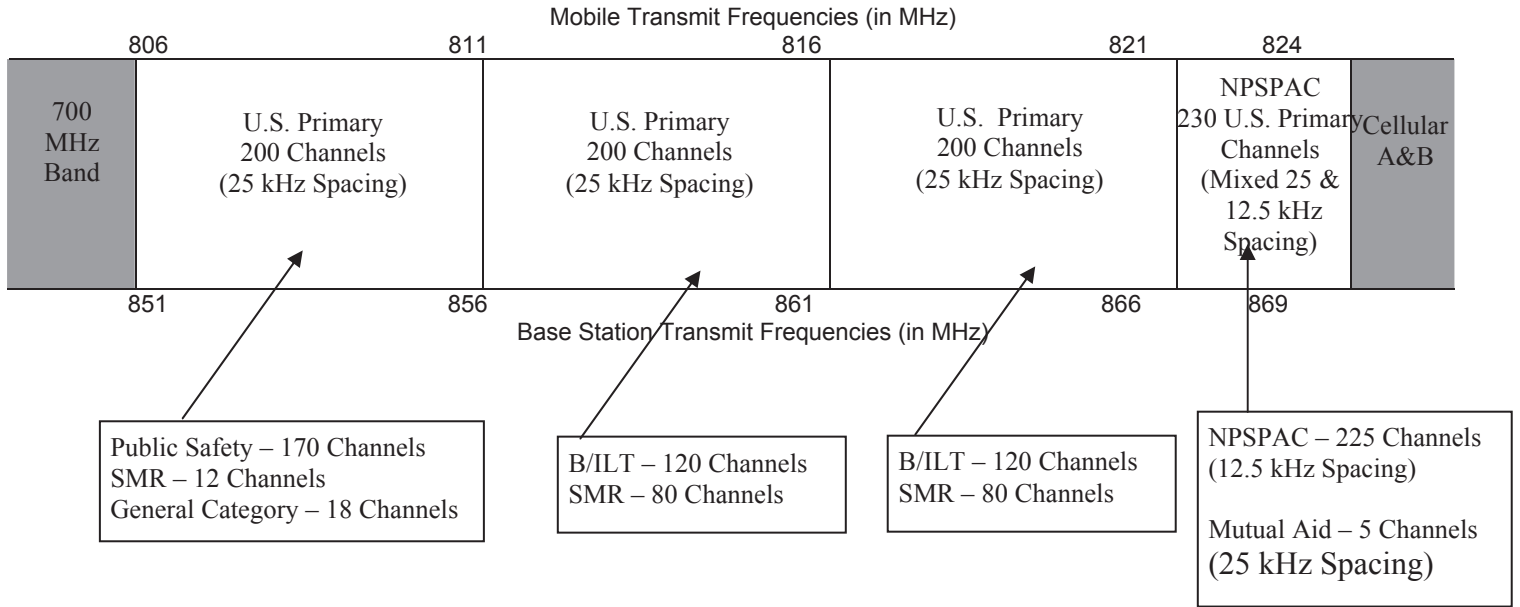 Mobile Transmit Frequencies (in MHz)
806 811 816 821 824
700
MHz
Band
U.S. Primary
200 Channels
(25 kHz Spacing)
U.S. Primary
200 Channels
(25 kHz Spacing)
U.S. Primary
200 Channels
(25 kHz Spacing)
NPSPAC
230 U.S. Primary
Channels
(Mixed 25 &
12.5 kHz
Spacing)
Cellular
A&B
851 856 861 866 869
Base Station Transmit Frequencies (in MHz)
Public Safety – 170 Channels
SMR – 12 Channels
General Category – 18 Channels
B/ILT – 120 Channels
SMR – 80 Channels
B/ILT – 120 Channels
SMR – 80 Channels
NPSPAC – 225 Channels
(12.5 kHz Spacing)
Mutual Aid – 5 Channels
(25 kHz Spacing)